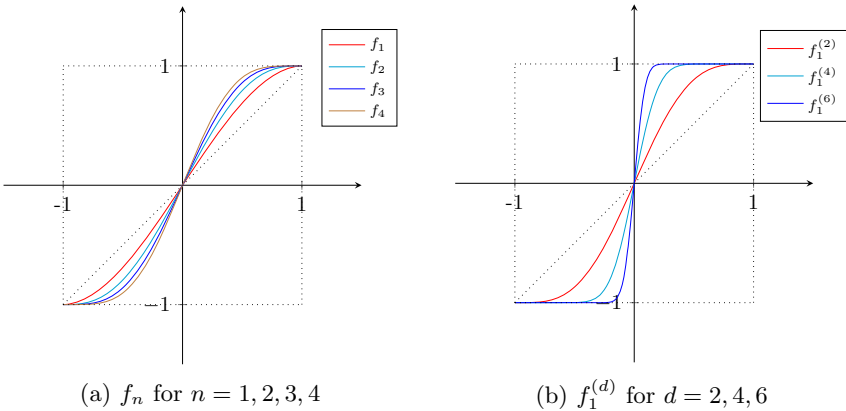 1
-1
1
−1
f₁
f₂
f₃
f₄
(a) fₙ for n = 1, 2, 3, 4
1
-1
1
−1
f₁⁽²⁾
f₁⁽⁴⁾
f₁⁽⁶⁾
(b) f₁⁽ᵈ⁾ for d = 2, 4, 6